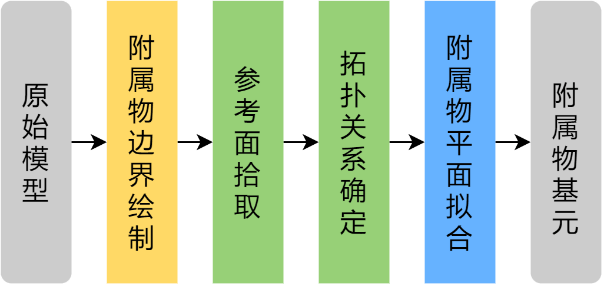 原始模型
附属物边界绘制
参考面拾取
拓扑关系确定
附属物平面拟合
附属物基元